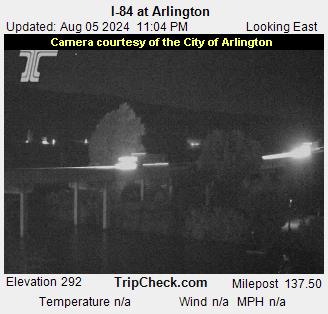 I-84 at Arlington
Updated: Aug 05 2024 11:04 PM Looking East
Camera courtesy of the City of Arlington
Elevation 292 TripCheck.com Milepost 137.50
Temperature n/a Wind n/a MPH n/a